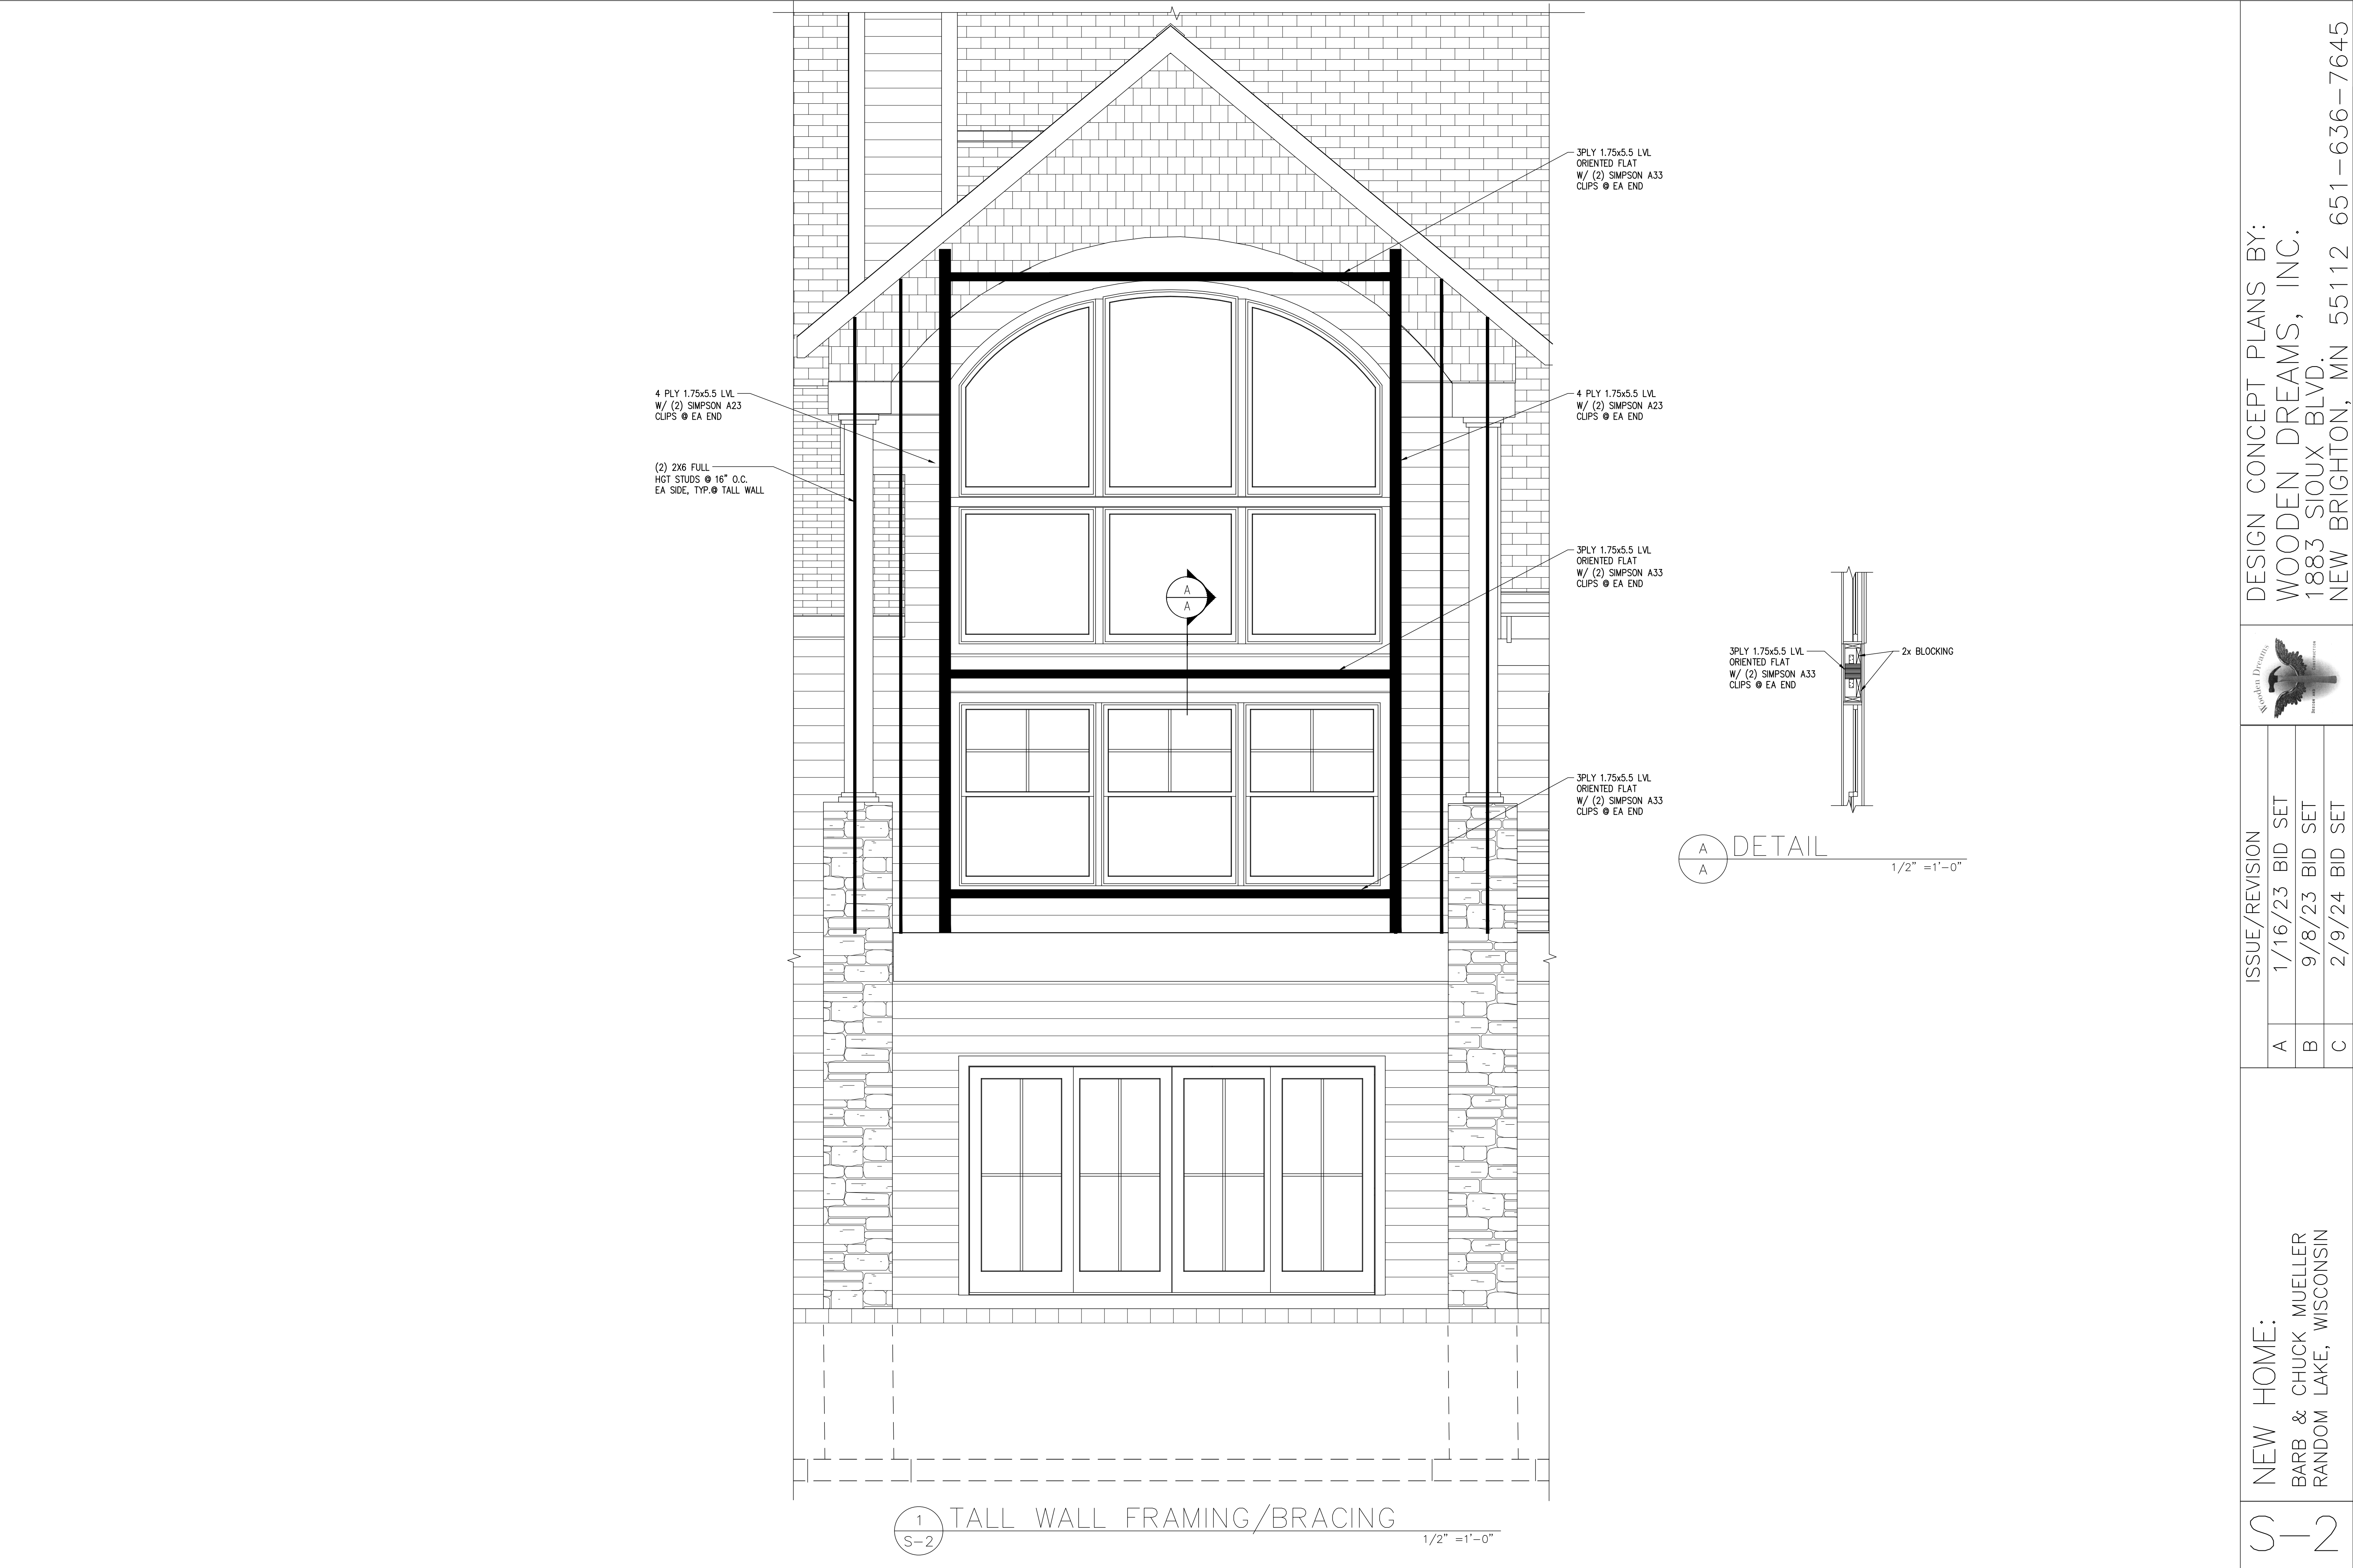 3PLY 1.75x5.5 LVL
ORIENTED FLAT
W/ (2) SIMPSON A33
CLIPS @ EA END
4 PLY 1.75x5.5 LVL
W/ (2) SIMPSON A23
CLIPS @ EA END
(2) 2X6 FULL
HGT STUDS @ 16" O.C.
EA SIDE, TYP.@ TALL WALL
4 PLY 1.75x5.5 LVL
W/ (2) SIMPSON A23
CLIPS @ EA END
3PLY 1.75x5.5 LVL
ORIENTED FLAT
W/ (2) SIMPSON A33
CLIPS @ EA END
A
A
3PLY 1.75x5.5 LVL
ORIENTED FLAT
W/ (2) SIMPSON A33
CLIPS @ EA END
3PLY 1.75x5.5 LVL
ORIENTED FLAT
W/ (2) SIMPSON A33
CLIPS @ EA END
2x BLOCKING
A
A
DETAIL
1/2" =1'-0"
1
S-2
TALL WALL FRAMING/BRACING
1/2" =1'-0"
DESIGN CONCEPT PLANS BY:
WOODEN DREAMS, INC.
1883 SIOUX BLVD.
NEW BRIGHTON, MN 55112 651-636-7645
Wooden Dreams
ISSUE/REVISION
A 1/16/23 BID SET
B 9/8/23 BID SET
C 2/9/24 BID SET
NEW HOME:
BARB & CHUCK MUELLER
RANDOM LAKE, WISCONSIN
S-2